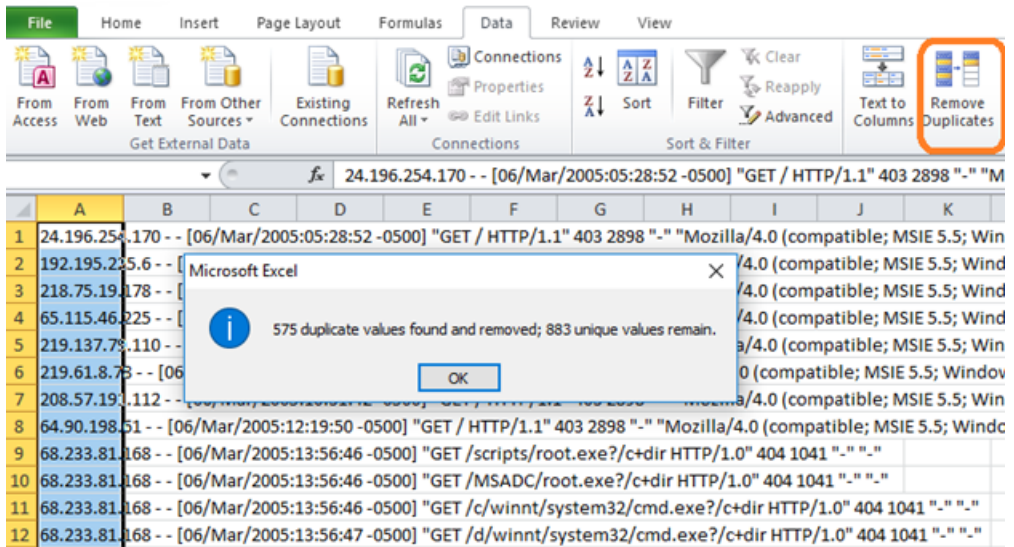 File Home Insert Page Layout Formulas Data Review View
From Access
From Web
From Text
From Other Sources
Existing Connections
Refresh All
Connections
Properties
Edit Links
Sort
Filter
Clear
Reapply
Advanced
Text to Columns
Remove Duplicates
Get External Data Connections Sort & Filter
fx 24.196.254.170 - - [06/Mar/2005:05:28:52 -0500] "GET / HTTP/1.1" 403 2898 "-" "M
A B C D E F G H I J K
1 24.196.254.170 - - [06/Mar/2005:05:28:52 -0500] "GET / HTTP/1.1" 403 2898 "-" "Mozilla/4.0 (compatible; MSIE 5.5; Win
2 192.195.225.6 - - [ /4.0 (compatible; MSIE 5.5; Wind
Microsoft Excel
3 218.75.19.178 - - [ /4.0 (compatible; MSIE 5.5; Wind
4 65.115.46.225 - - [ /4.0 (compatible; MSIE 5.5; Wind
575 duplicate values found and removed; 883 unique values remain.
5 219.137.79.110 - - a/4.0 (compatible; MSIE 5.5; Win
6 219.61.8.73 - - [06 0 (compatible; MSIE 5.5; Window
OK
7 208.57.191.112 - - a/4.0 (compatible; MSIE 5.5; Win
8 64.90.198.51 - - [06/Mar/2005:12:19:50 -0500] "GET / HTTP/1.1" 403 2898 "-" "Mozilla/4.0 (compatible; MSIE 5.5; Windo
9 68.233.81.168 - - [06/Mar/2005:13:56:46 -0500] "GET /scripts/root.exe?/c+dir HTTP/1.0" 404 1041 "-" "-"
10 68.233.81.168 - - [06/Mar/2005:13:56:46 -0500] "GET /MSADC/root.exe?/c+dir HTTP/1.0" 404 1041 "-" "-"
11 68.233.81.168 - - [06/Mar/2005:13:56:46 -0500] "GET /c/winnt/system32/cmd.exe?/c+dir HTTP/1.0" 404 1041 "-" "-"
12 68.233.81.168 - - [06/Mar/2005:13:56:47 -0500] "GET /d/winnt/system32/cmd.exe?/c+dir HTTP/1.0" 404 1041 "-" "-"